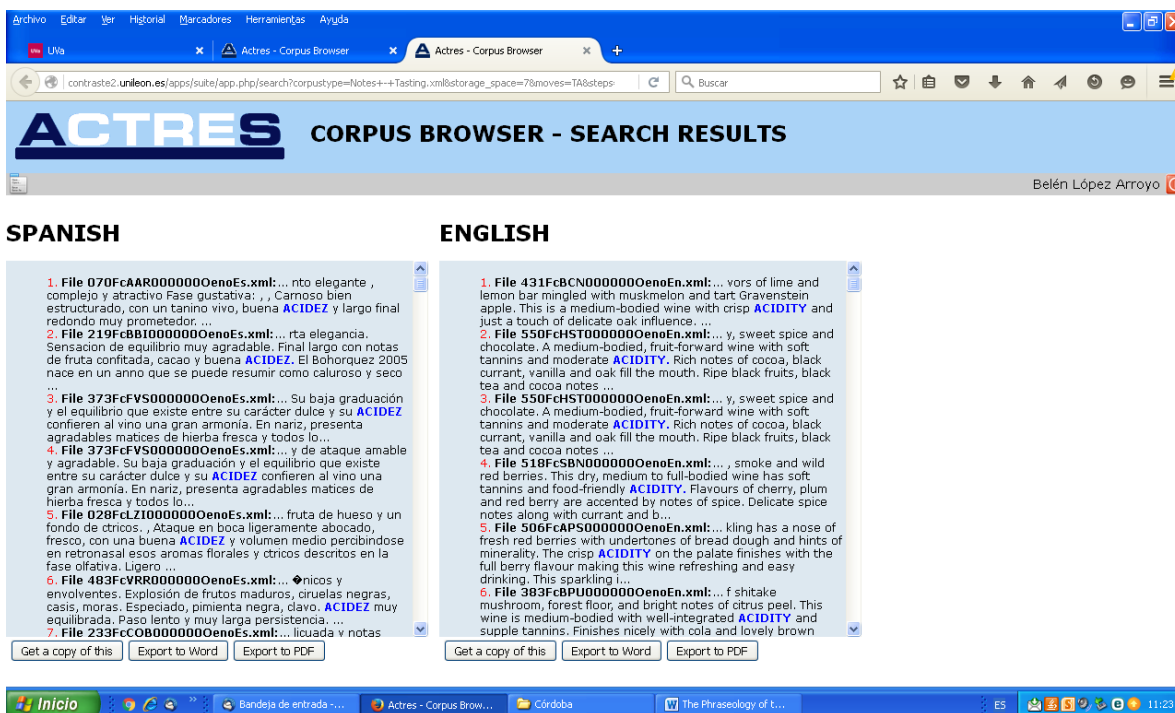 Archivo Editar Ver Historial Marcadores Herramientas Ayuda
UVa UVa Actres - Corpus Browser Actres - Corpus Browser
contraste2.unileon.es/apps/suite/app.php/search?corpustype=Notes+-+Tasting.xml&storage_space=7&moves=TA&steps Buscar
ACTRES CORPUS BROWSER - SEARCH RESULTS
Belén López Arroyo
SPANISH
1. File 070FcAAR000000OenoEs.xml:... nto elegante ,
complejo y atractivo Fase gustativa: , , Carnoso bien
estructurado, con un tanino vivo, buena ACIDEZ y largo final
redondo muy prometedor. ...
2. File 219FcBBI000000OenoEs.xml:... rta elegancia.
Sensacion de equilibrio muy agradable. Final largo con notas
de fruta confitada, cacao y buena ACIDEZ. El Bohorquez 2005
nace en un anno que se puede resumir como caluroso y seco
...
3. File 373FcFVS000000OenoEs.xml:... Su baja graduación
y el equilibrio que existe entre su carácter dulce y su ACIDEZ
confieren al vino una gran armonía. En nariz, presenta
agradables matices de hierba fresca y todos lo...
4. File 373FcFVS000000OenoEs.xml:... y de ataque amable
y agradable. Su baja graduación y el equilibrio que existe
entre su carácter dulce y su ACIDEZ confieren al vino una
gran armonía. En nariz, presenta agradables matices de
hierba fresca y todos lo...
5. File 028FcLZI000000OenoEs.xml:... fruta de hueso y un
fondo de ctricos. , Ataque en boca ligeramente abocado,
fresco, con una buena ACIDEZ y volumen medio percibindose
en retronasal esos aromas florales y ctricos descritos en la
fase olfativa. Ligero ...
6. File 483FcVRR000000OenoEs.xml:... �nicos y
envolventes. Explosión de frutos maduros, ciruelas negras,
casis, moras. Especiado, pimienta negra, clavo. ACIDEZ muy
equilibrada. Paso lento y muy larga persistencia. ...
7. File 233FcCOB000000OenoEs.xml:... licuada y notas
Get a copy of this Export to Word Export to PDF
ENGLISH
1. File 431FcBCN000000OenoEn.xml:... vors of lime and
lemon bar mingled with muskmelon and tart Gravenstein
apple. This is a medium-bodied wine with crisp ACIDITY and
just a touch of delicate oak influence. ...
2. File 550FcHST000000OenoEn.xml:... y, sweet spice and
chocolate. A medium-bodied, fruit-forward wine with soft
tannins and moderate ACIDITY. Rich notes of cocoa, black
currant, vanilla and oak fill the mouth. Ripe black fruits, black
tea and cocoa notes ...
3. File 550FcHST000000OenoEn.xml:... y, sweet spice and
chocolate. A medium-bodied, fruit-forward wine with soft
tannins and moderate ACIDITY. Rich notes of cocoa, black
currant, vanilla and oak fill the mouth. Ripe black fruits, black
tea and cocoa notes ...
4. File 518FcSBN000000OenoEn.xml:... , smoke and wild
red berries. This dry, medium to full-bodied wine has soft
tannins and food-friendly ACIDITY. Flavours of cherry, plum
and red berry are accented by notes of spice. Delicate spice
notes along with currant and b...
5. File 506FcAPS000000OenoEn.xml:... kling has a nose of
fresh red berries with undertones of bread dough and hints of
minerality. The crisp ACIDITY on the palate finishes with the
full berry flavour making this wine refreshing and easy
drinking. This sparkling i...
6. File 383FcBPU000000OenoEn.xml:... f shitake
mushroom, forest floor, and bright notes of citrus peel. This
wine is medium-bodied with well-integrated ACIDITY and
supple tannins. Finishes nicely with cola and lovely brown
Get a copy of this Export to Word Export to PDF
Inicio Bandeja de entrada -... Actres - Corpus Brow... Córdoba The Phraseology of t... ES 11:23